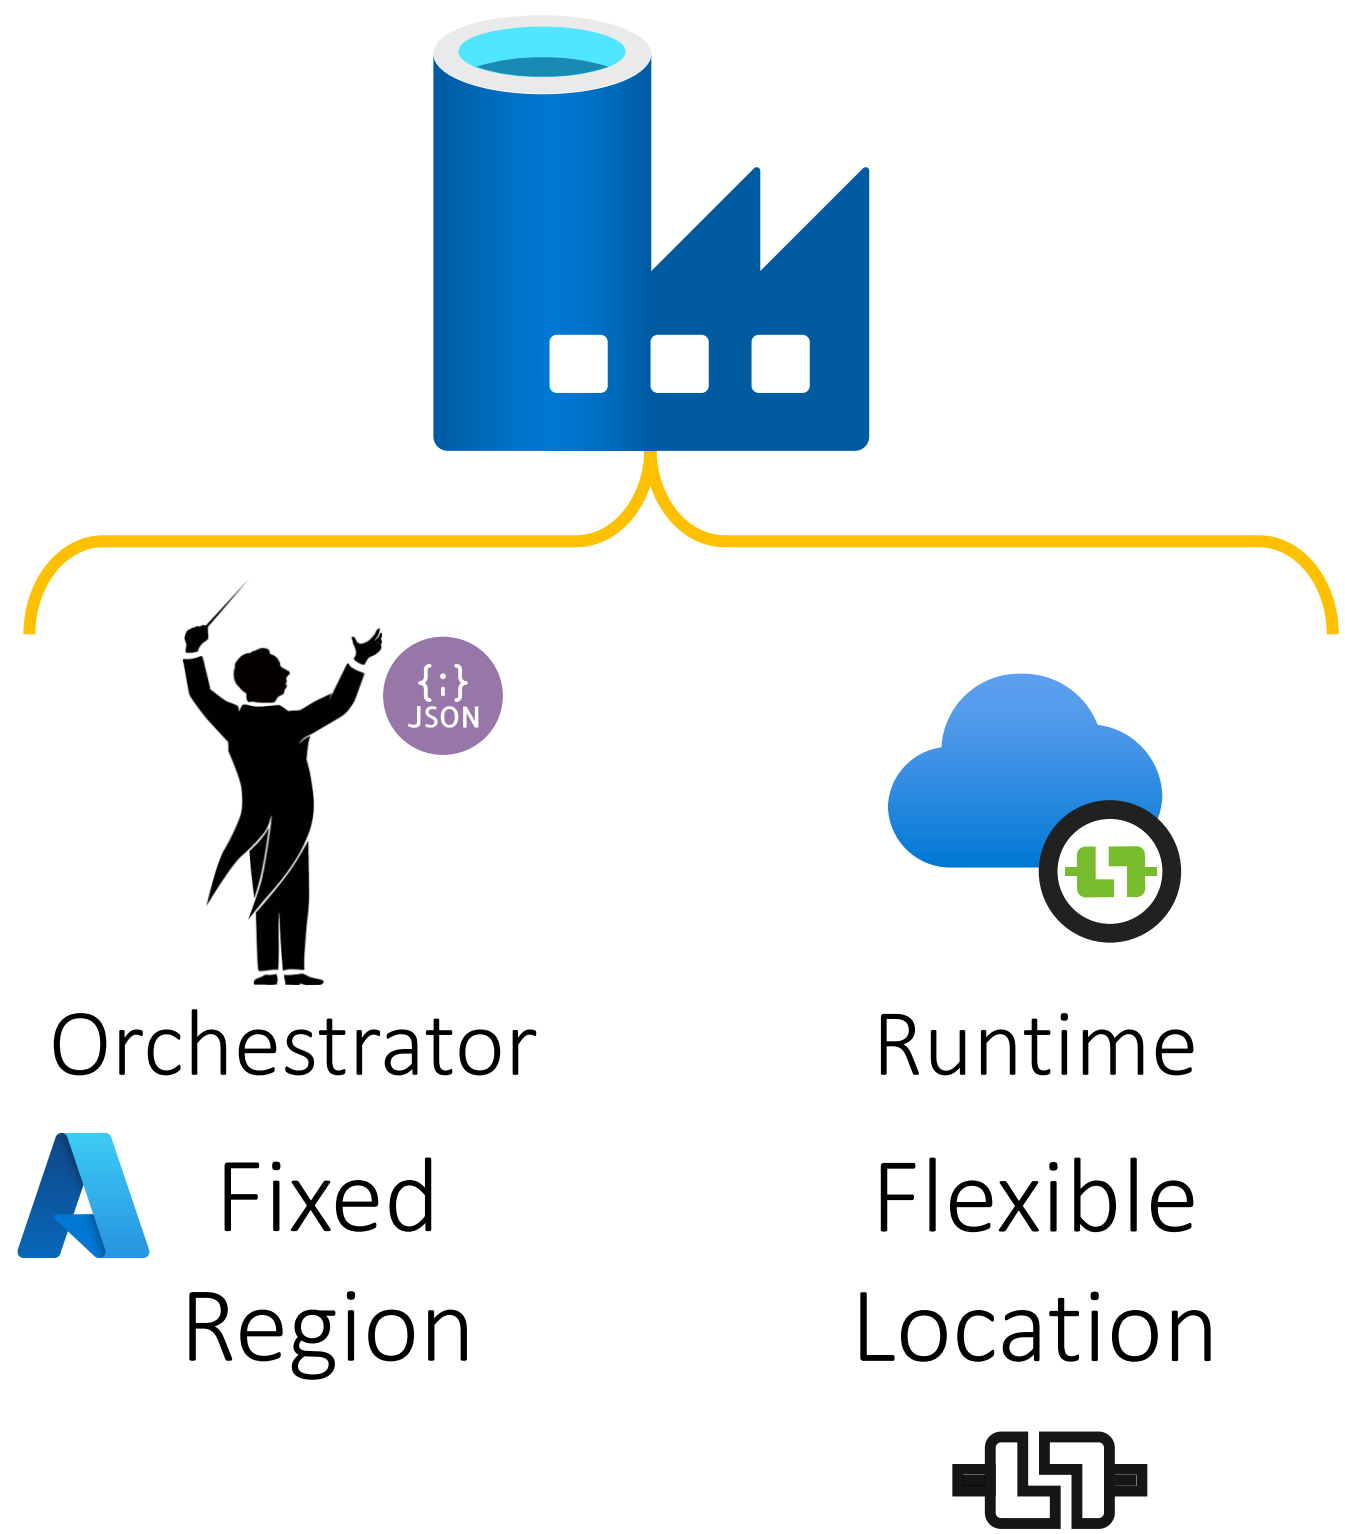 {;}
JSON
Orchestrator
Fixed
Region
Runtime
Flexible
Location